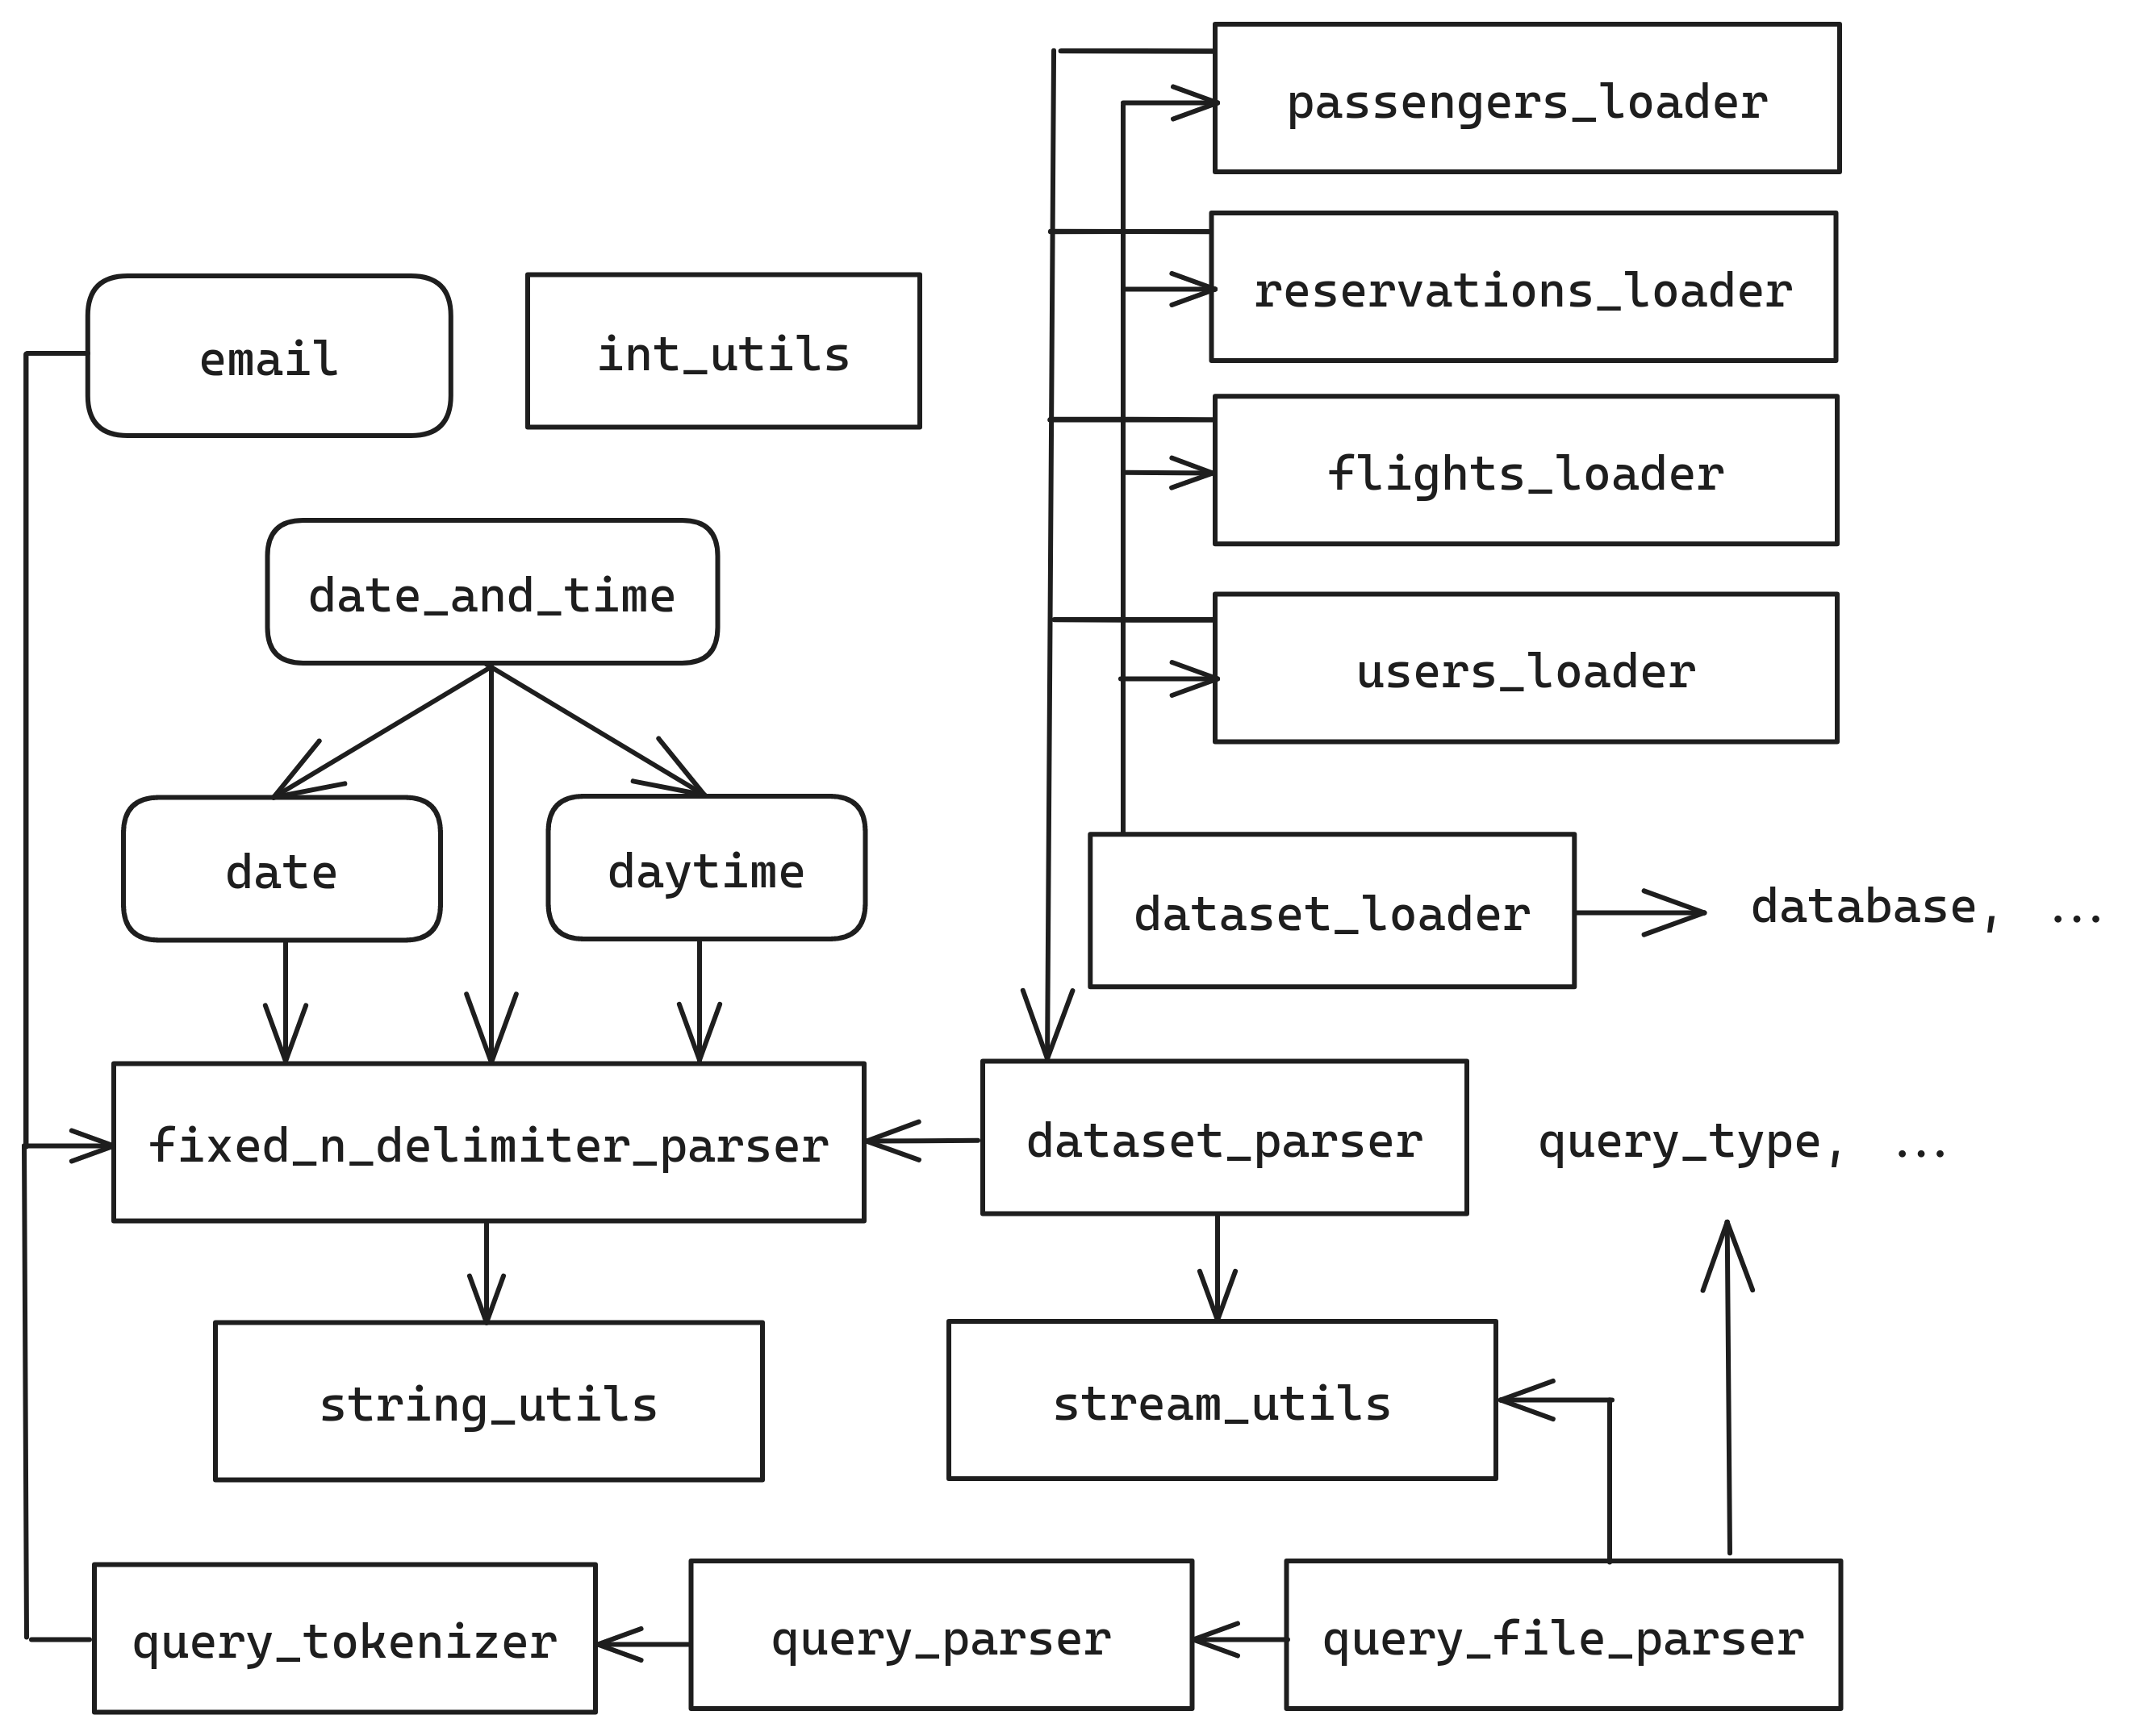 passengers_loader
reservations_loader
email
int_utils
flights_loader
date_and_time
users_loader
date
daytime
dataset_loader
database, ...
fixed_n_delimiter_parser
dataset_parser
query_type, ...
string_utils
stream_utils
query_tokenizer
query_parser
query_file_parser